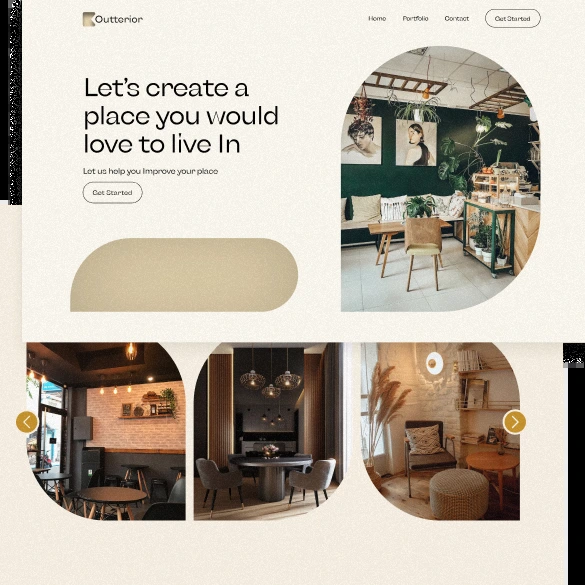 Outterior
Home Portfolio Contact Get Started
Let's create a
place you would
love to live In
Let us help you Improve your place
Get Started